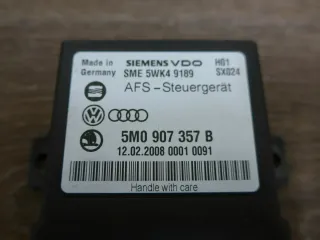 Made in Germany
SIEMENS VDO H01
SME 5WK4 9189 SX024
AFS-Steuergerät
5M0 907 357 B
12.02.2008 0001 0091
Handle with care